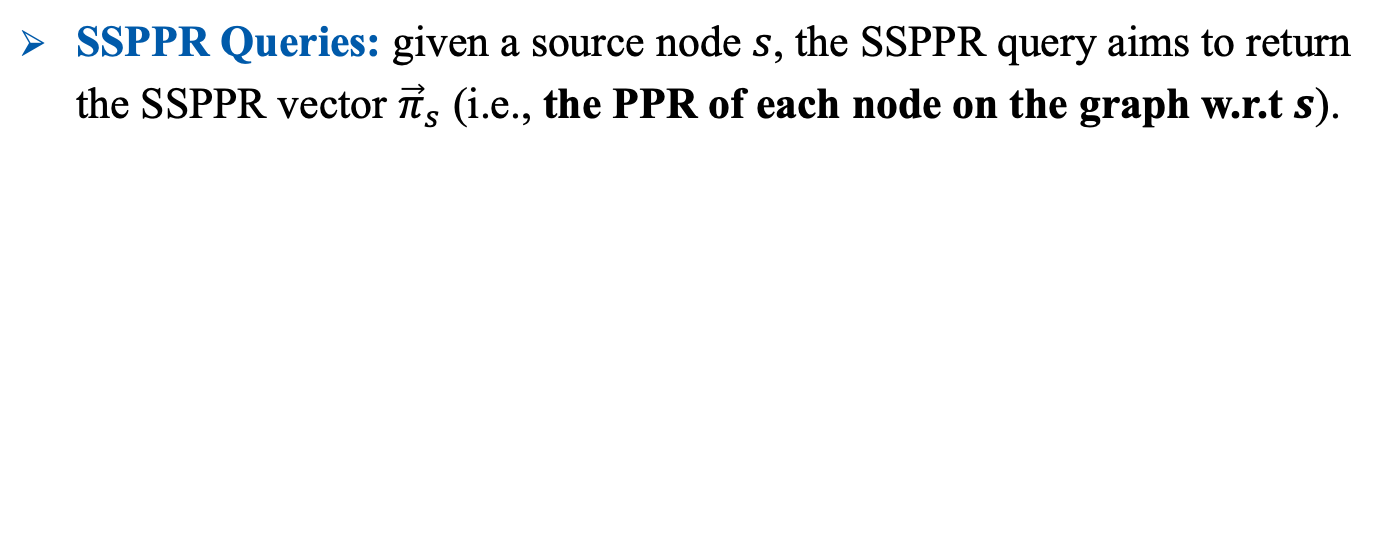 ➢ SSPPR Queries: given a source node s, the SSPPR query aims to return
the SSPPR vector π⃗ₛ (i.e., the PPR of each node on the graph w.r.t s).